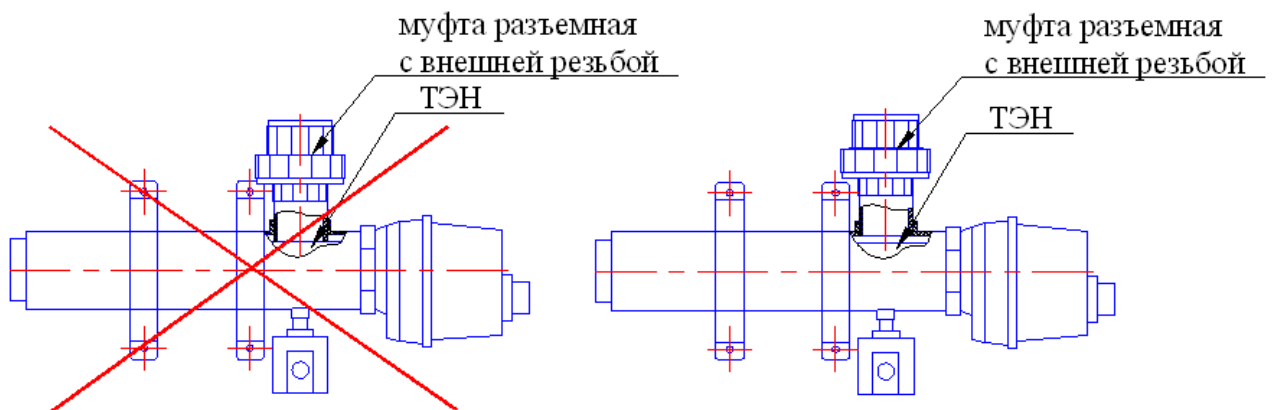 муфта разъемная
с внешней резьбой
ТЭН
муфта разъемная
с внешней резьбой
ТЭН